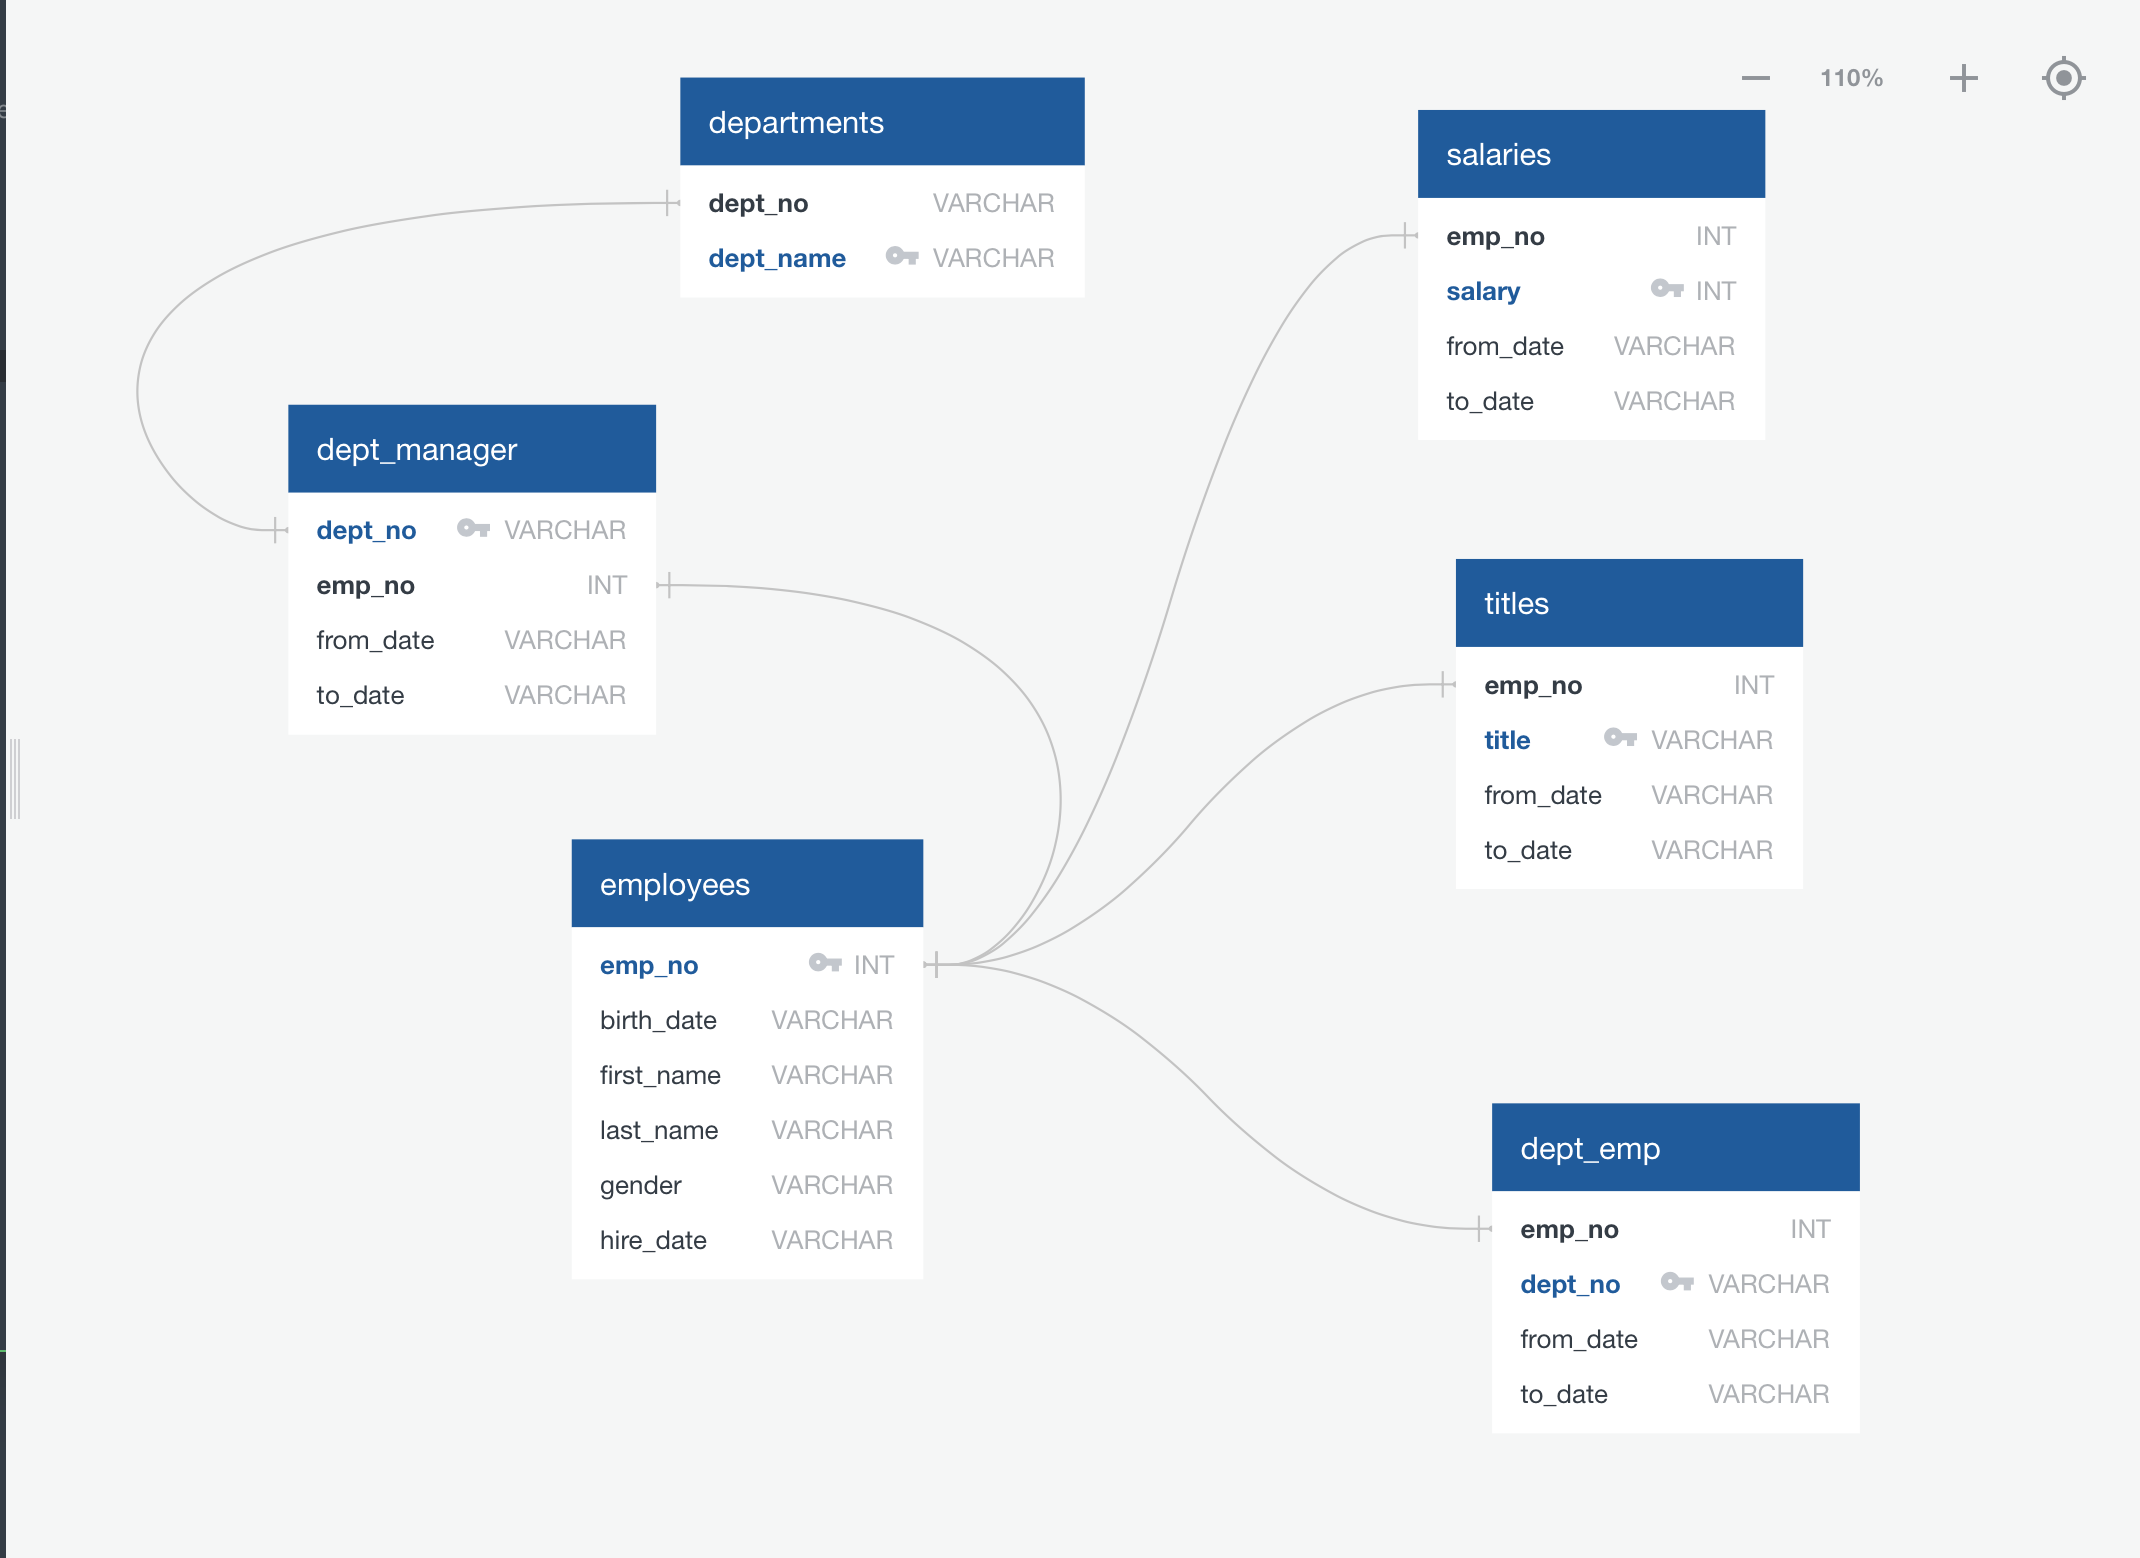 110%
departments
dept_no VARCHAR
dept_name VARCHAR
salaries
emp_no INT
salary INT
from_date VARCHAR
to_date VARCHAR
dept_manager
dept_no VARCHAR
emp_no INT
from_date VARCHAR
to_date VARCHAR
titles
emp_no INT
title VARCHAR
from_date VARCHAR
to_date VARCHAR
employees
emp_no INT
birth_date VARCHAR
first_name VARCHAR
last_name VARCHAR
gender VARCHAR
hire_date VARCHAR
dept_emp
emp_no INT
dept_no VARCHAR
from_date VARCHAR
to_date VARCHAR